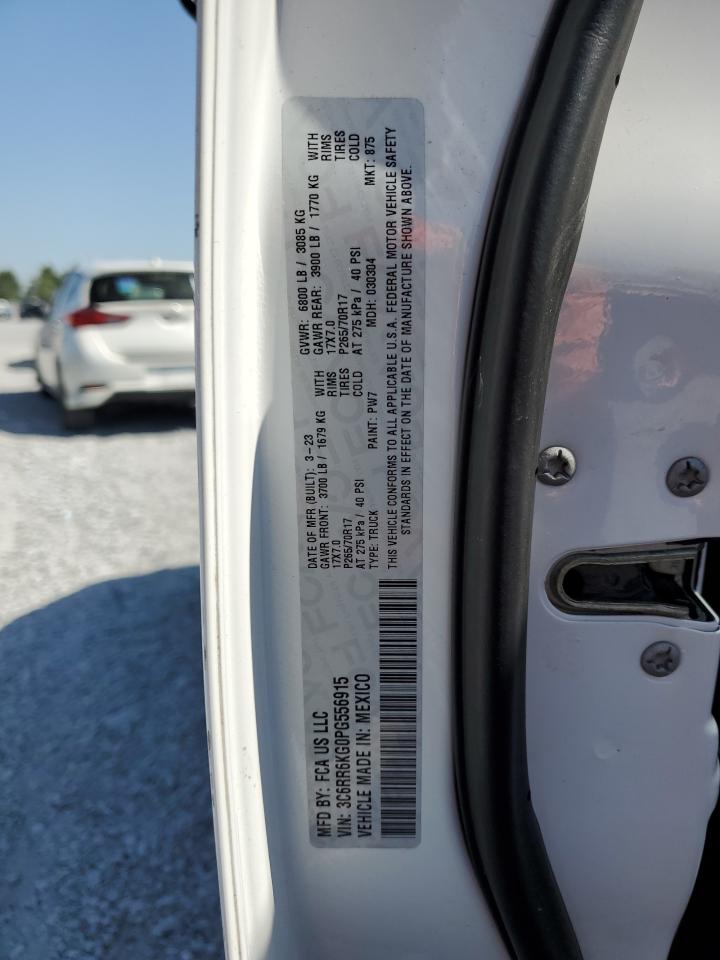 MFD BY: FCA US LLC
VIN: 3C6RR6KG0PG556915
VEHICLE MADE IN: MEXICO
DATE OF MFR (BUILT): 3-23 GVWR: 6800 LB / 3085 KG
GAWR FRONT: 3700 LB / 1679 KG WITH GAWR REAR: 3900 LB / 1770 KG WITH
17X7.0 RIMS 17X7.0 RIMS
P265/70R17 TIRES P265/70R17 TIRES
AT 275 kPa / 40 PSI COLD AT 275 kPa / 40 PSI COLD
TYPE: TRUCK PAINT: PW7 MDH: 030304 MKT: 875
THIS VEHICLE CONFORMS TO ALL APPLICABLE U.S.A. FEDERAL MOTOR VEHICLE SAFETY
STANDARDS IN EFFECT ON THE DATE OF MANUFACTURE SHOWN ABOVE.